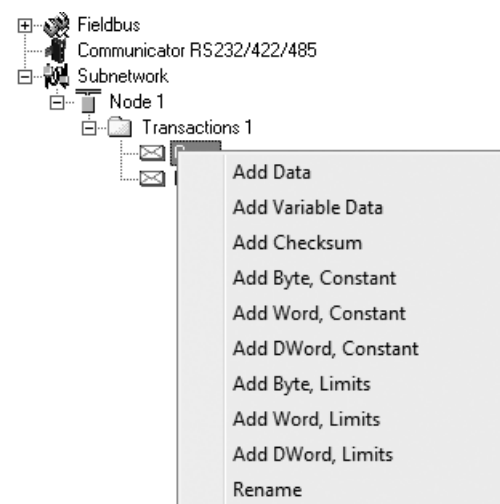 Fieldbus
Communicator RS232/422/485
Subnetwork
Node 1
Transactions 1
Add Data
Add Variable Data
Add Checksum
Add Byte, Constant
Add Word, Constant
Add DWord, Constant
Add Byte, Limits
Add Word, Limits
Add DWord, Limits
Rename